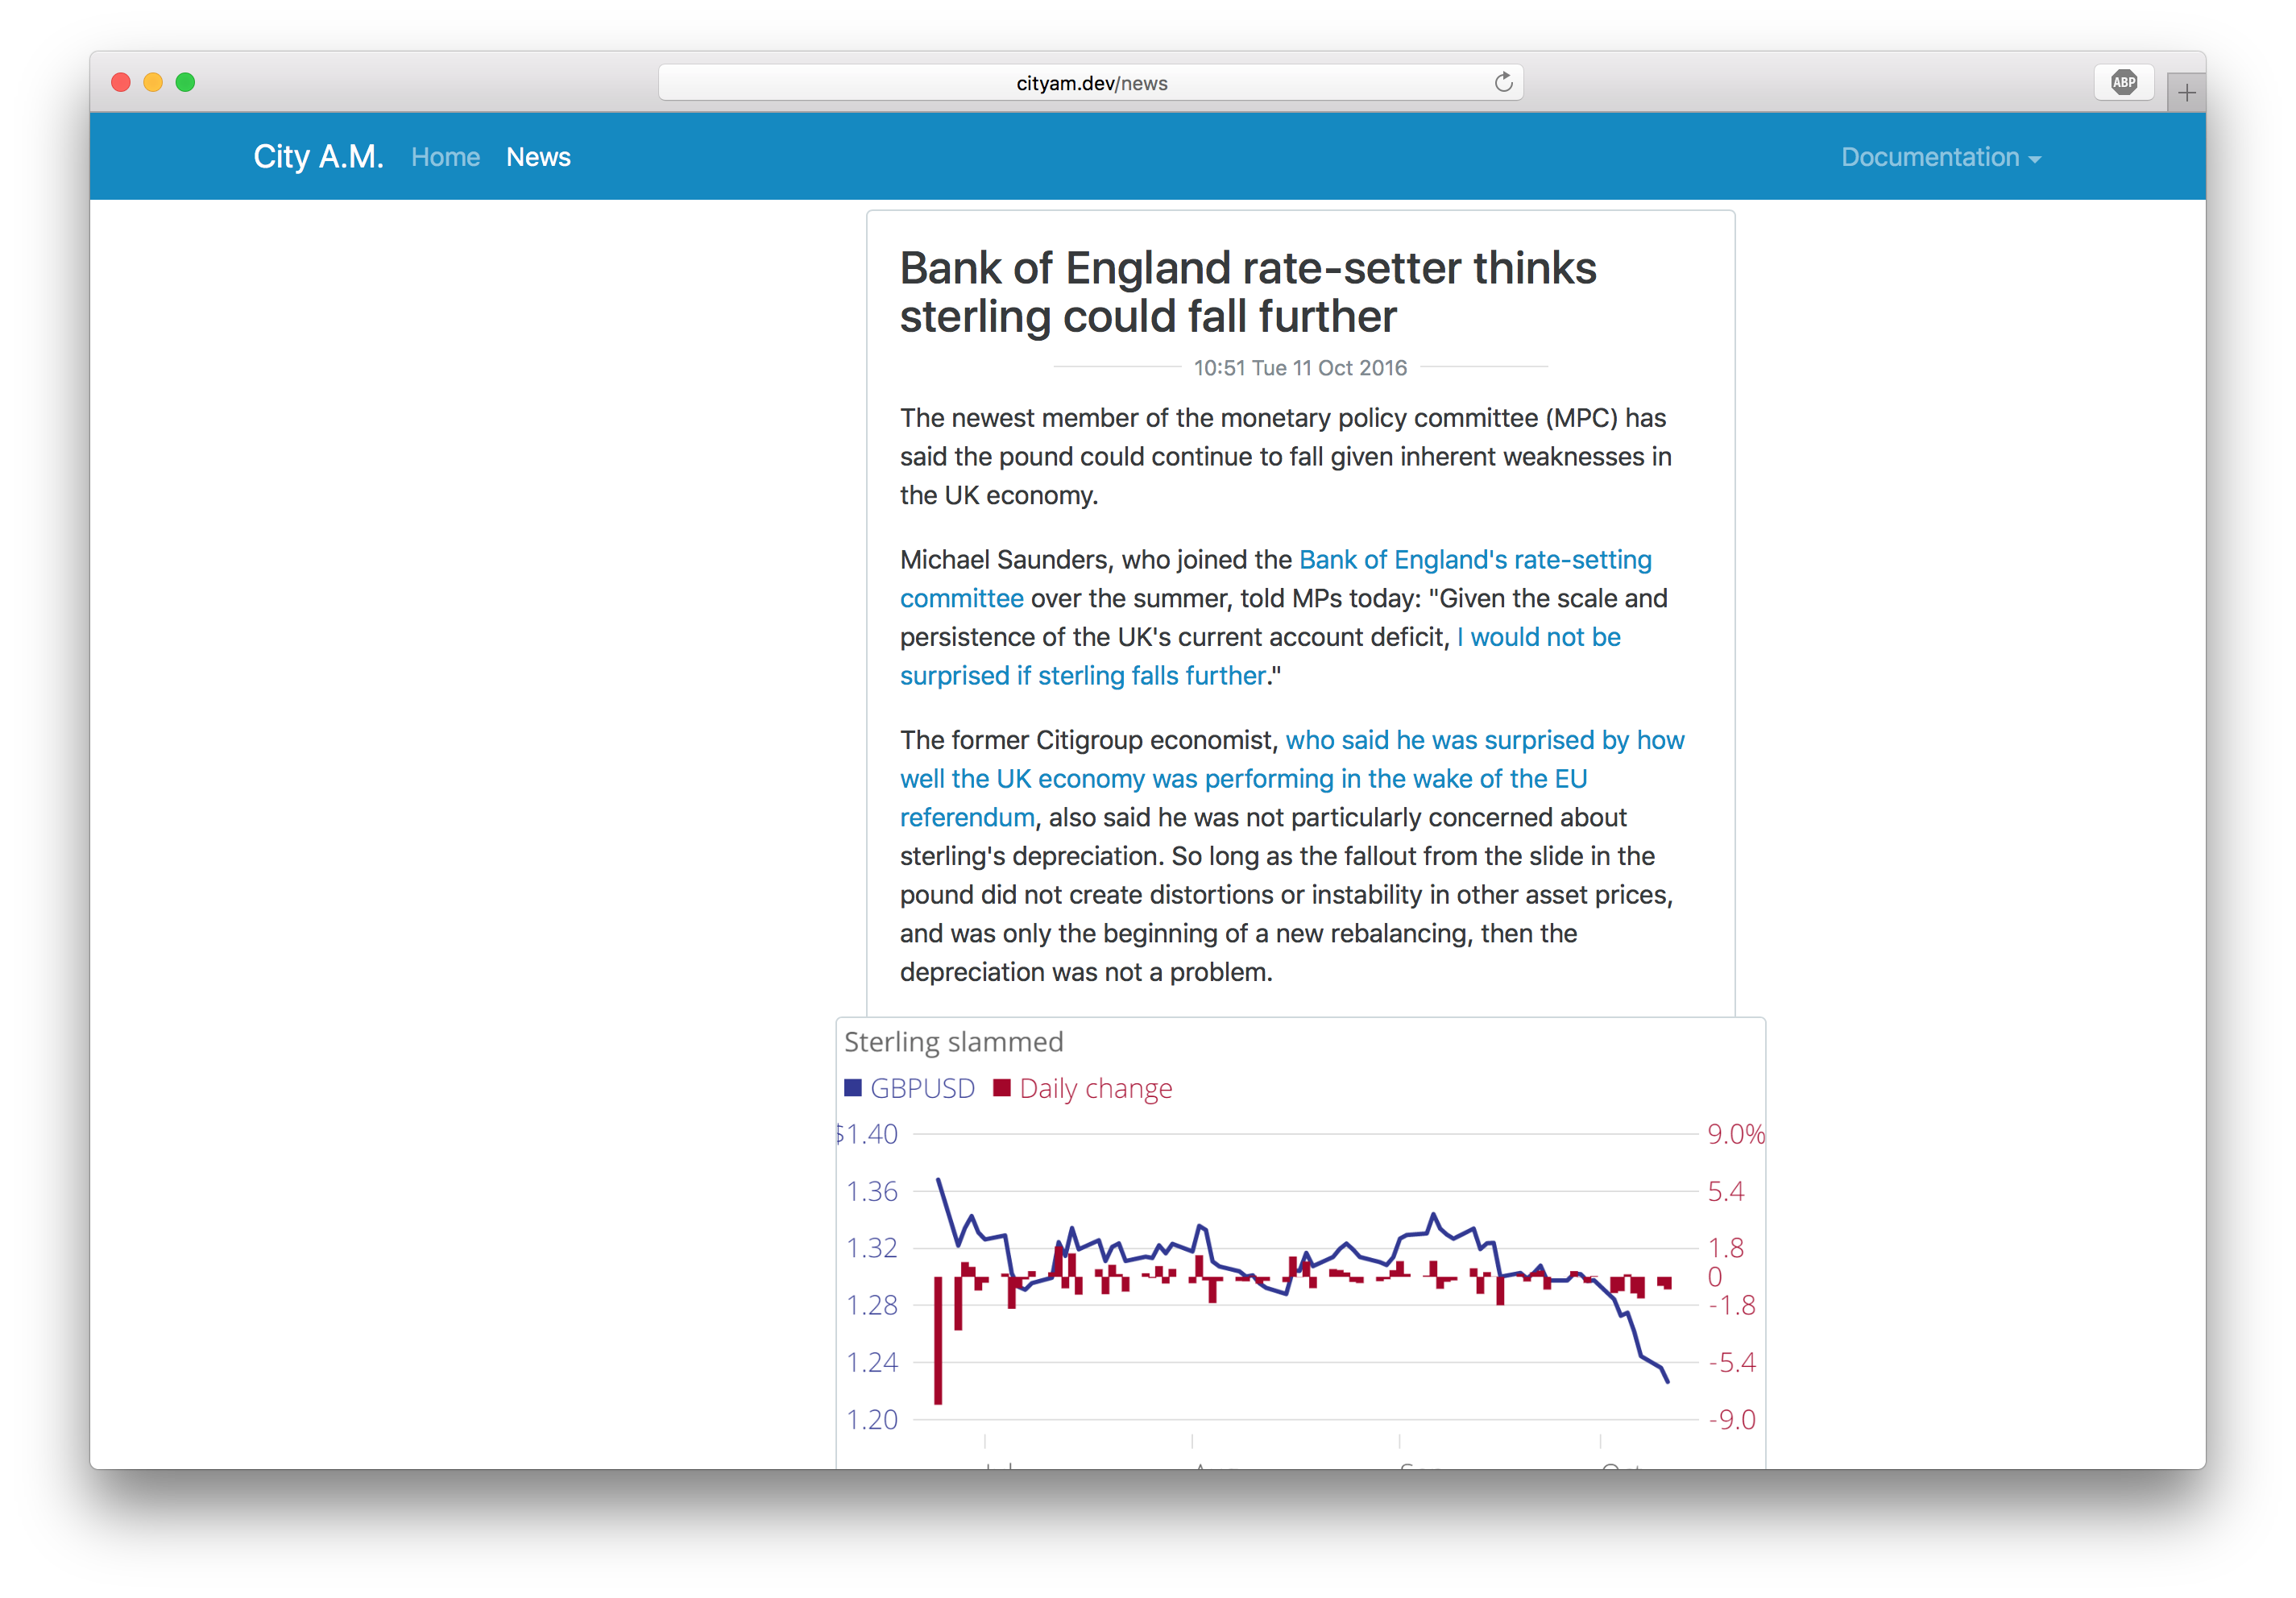 cityam.dev/news
ABP
City A.M. Home News Documentation
Bank of England rate-setter thinks
sterling could fall further
10:51 Tue 11 Oct 2016
The newest member of the monetary policy committee (MPC) has
said the pound could continue to fall given inherent weaknesses in
the UK economy.
Michael Saunders, who joined the Bank of England's rate-setting
committee over the summer, told MPs today: "Given the scale and
persistence of the UK's current account deficit, I would not be
surprised if sterling falls further."
The former Citigroup economist, who said he was surprised by how
well the UK economy was performing in the wake of the EU
referendum, also said he was not particularly concerned about
sterling's depreciation. So long as the fallout from the slide in the
pound did not create distortions or instability in other asset prices,
and was only the beginning of a new rebalancing, then the
depreciation was not a problem.
Sterling slammed
GBPUSD Daily change
$1.40 9.0%
1.36 5.4
1.32 1.8
0
1.28 -1.8
1.24 -5.4
1.20 -9.0